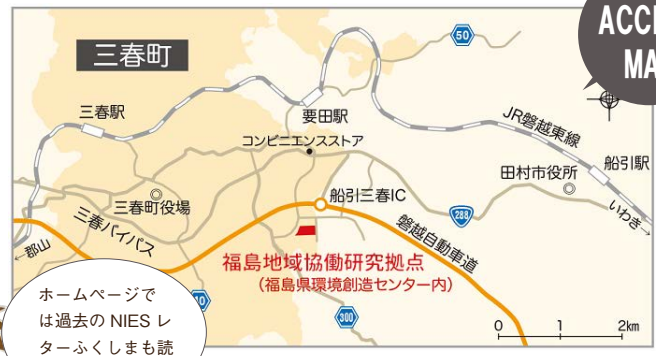 ACCE
MA
三春町
50
三春駅
要田駅
コンビニエンスストア
JR磐越東線
船引駅
田村市役所
三春町役場
船引三春IC
288
いわき→
三春バイパス
磐越自動車道
←郡山
福島地域協働研究拠点
(福島県環境創造センター内)
300
0 1 2km
ホームページで
は過去の NIES レ
ターふくしまも読